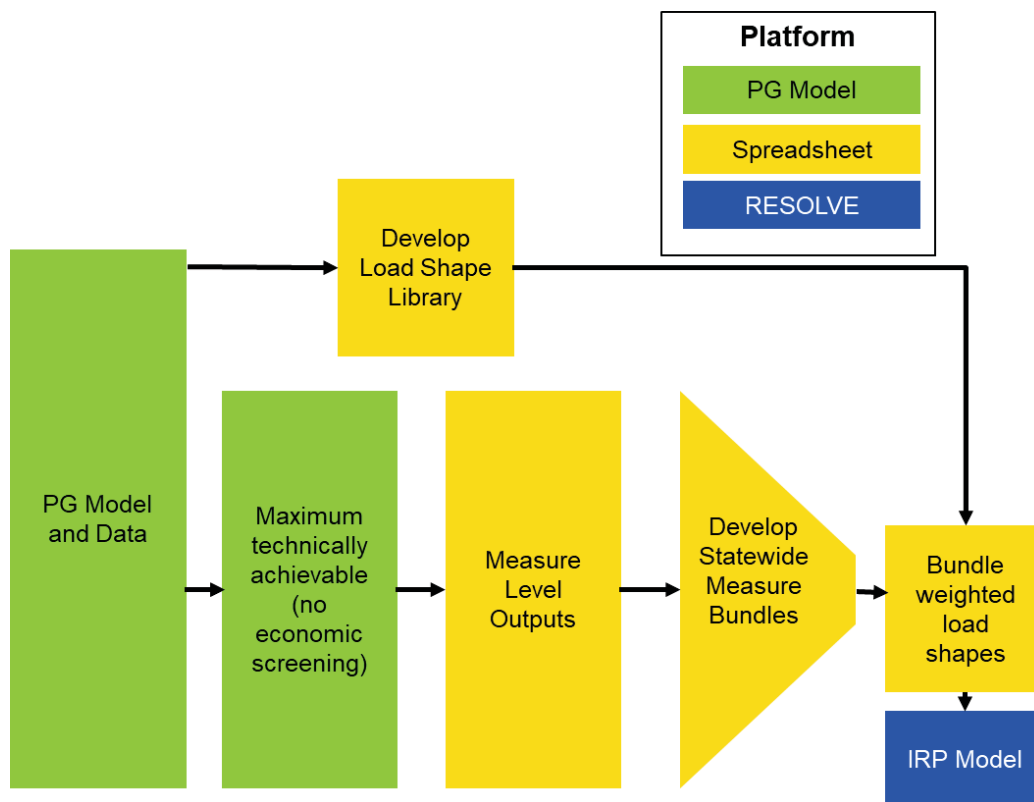 Platform
PG Model
Spreadsheet
RESOLVE
Develop
Load Shape
Library
PG Model
and Data
Maximum
technically
achievable
(no
economic
screening)
Measure
Level
Outputs
Develop
Statewide
Measure
Bundles
Bundle
weighted
load
shapes
IRP Model